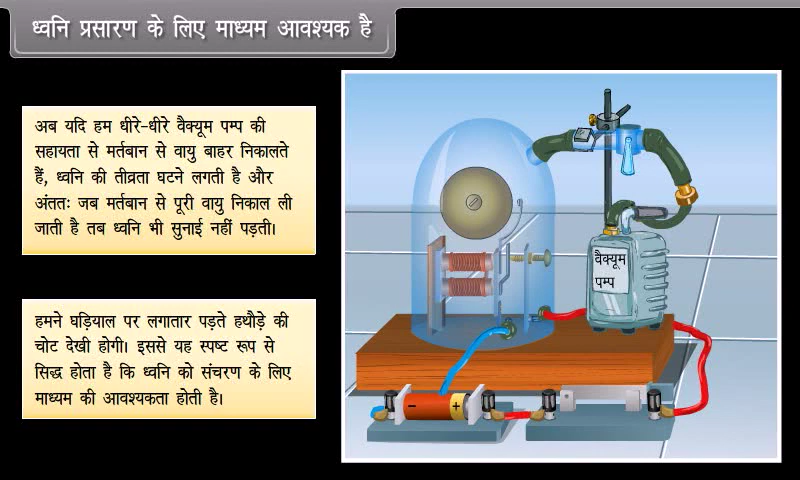 ध्वनि प्रसारण के लिए माध्यम आवश्यक है
अब यदि हम धीरे-धीरे वैक्यूम पम्प की
सहायता से मर्तबान से वायु बाहर निकालते
हैं, ध्वनि की तीव्रता घटने लगती है और
अंततः जब मर्तबान से पूरी वायु निकाल ली
जाती है तब ध्वनि भी सुनाई नहीं पड़ती।
हमने घड़ियाल पर लगातार पड़ते हथौड़े की
चोट देखी होगी। इससे यह स्पष्ट रूप से
सिद्ध होता है कि ध्वनि को संचरण के लिए
माध्यम की आवश्यकता होती है।
वैक्यूम
पम्प
- +